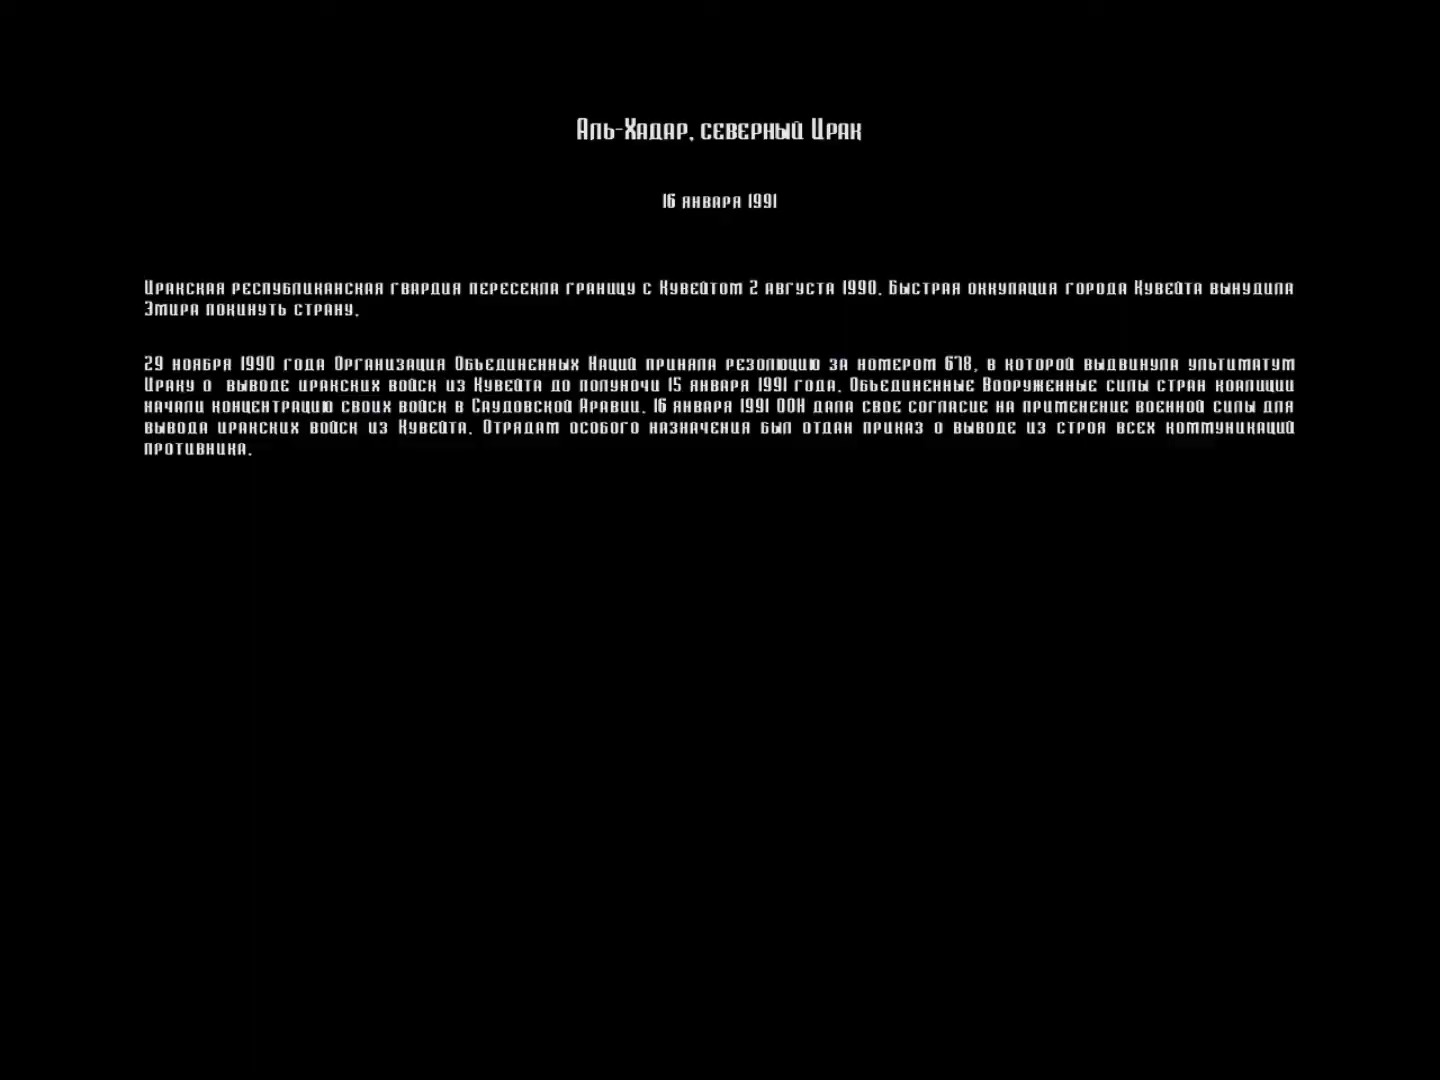 Аль-Хадар, северный Ирак
16 января 1991
Иракская республиканская гвардия пересекла границу с Кувейтом 2 августа 1990. Быстрая оккупация города Кувейта вынудила
Эмира покинуть страну.
29 ноября 1990 года Организация Объединенных Наций приняла резолюцию за номером 678, в которой выдвинула ультиматум
Ираку о выводе иракских войск из Кувейта до полуночи 15 января 1991 года. Объединенные Вооруженные силы стран коалиции
начали концентрацию своих войск в Саудовской Аравии. 16 января 1991 ООН дала свое согласие на применение военной силы для
вывода иракских войск из Кувейта. Отрядам особого назначения был отдан приказ о выводе из строя всех коммуникаций
противника.